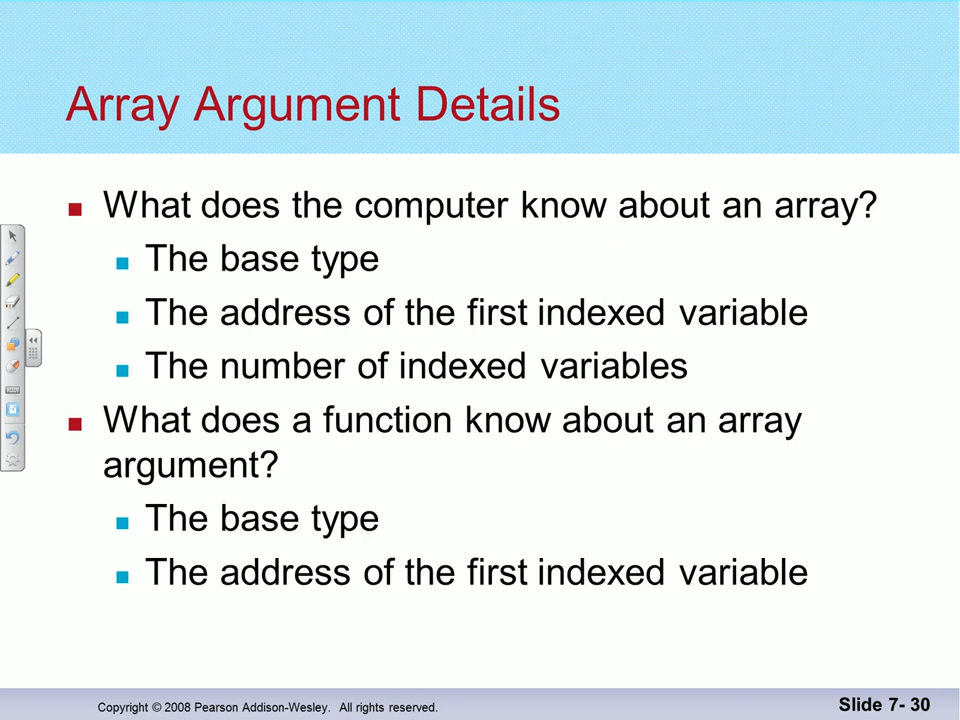 Array Argument Details
What does the computer know about an array?
The base type
The address of the first indexed variable
The number of indexed variables
What does a function know about an array
argument?
The base type
The address of the first indexed variable
Copyright © 2008 Pearson Addison-Wesley. All rights reserved.
Slide 7- 30